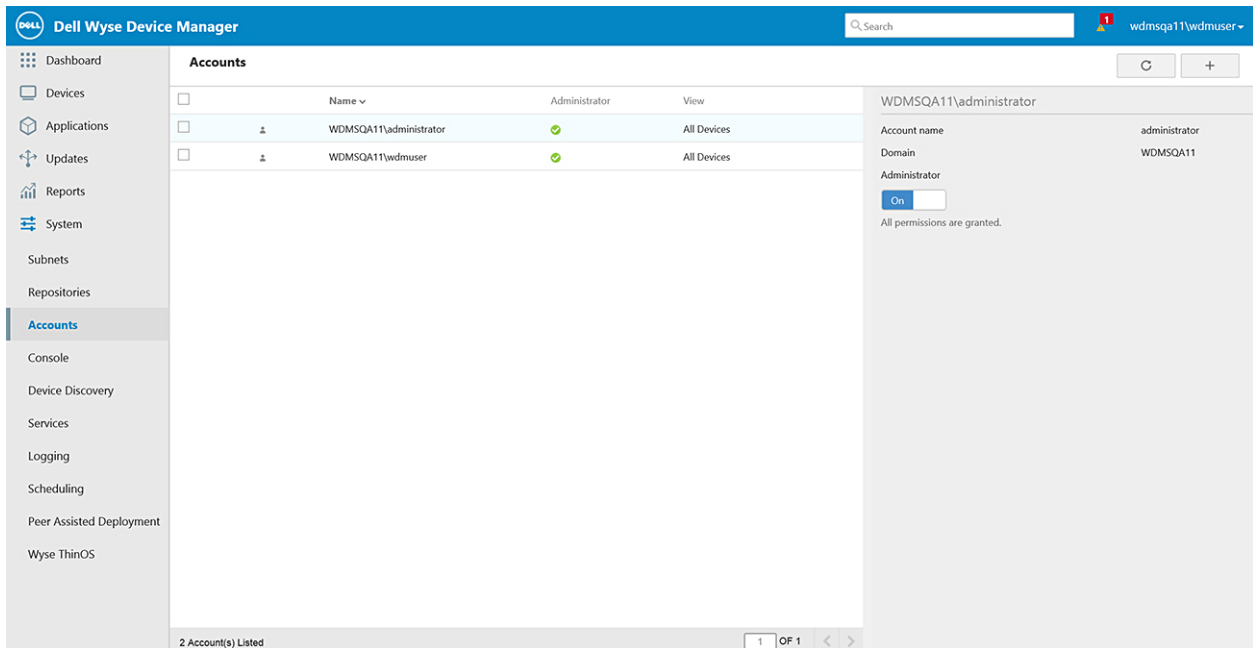 DELL Dell Wyse Device Manager Search 1 wdmsqa11\wdmuser
Dashboard
Devices
Applications
Updates
Reports
System
Subnets
Repositories
Accounts
Console
Device Discovery
Services
Logging
Scheduling
Peer Assisted Deployment
Wyse ThinOS
Accounts
+
Name Administrator View
WDMSQA11\administrator All Devices
WDMSQA11\wdmuser All Devices
2 Account(s) Listed 1 OF 1
WDMSQA11\administrator
Account name administrator
Domain WDMSQA11
Administrator
On
All permissions are granted.